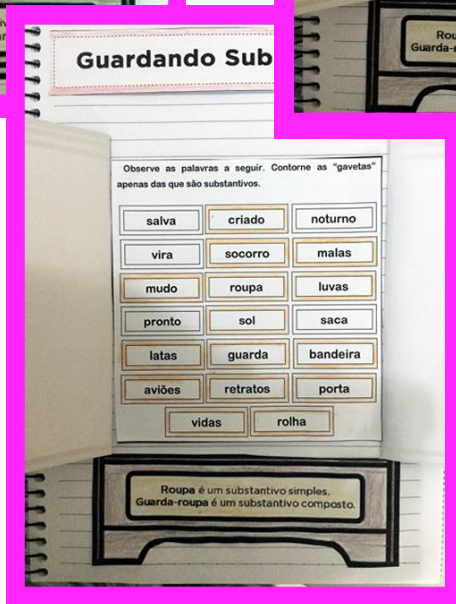 Guardando Sub
Rou
Guarda-r
Observe as palavras a seguir. Contorne as “gavetas”
apenas das que são substantivos.
salva criado noturno
vira socorro malas
mudo roupa luvas
pronto sol saca
latas guarda bandeira
aviões retratos porta
vidas rolha
Roupa é um substantivo simples.
Guarda-roupa é um substantivo composto.